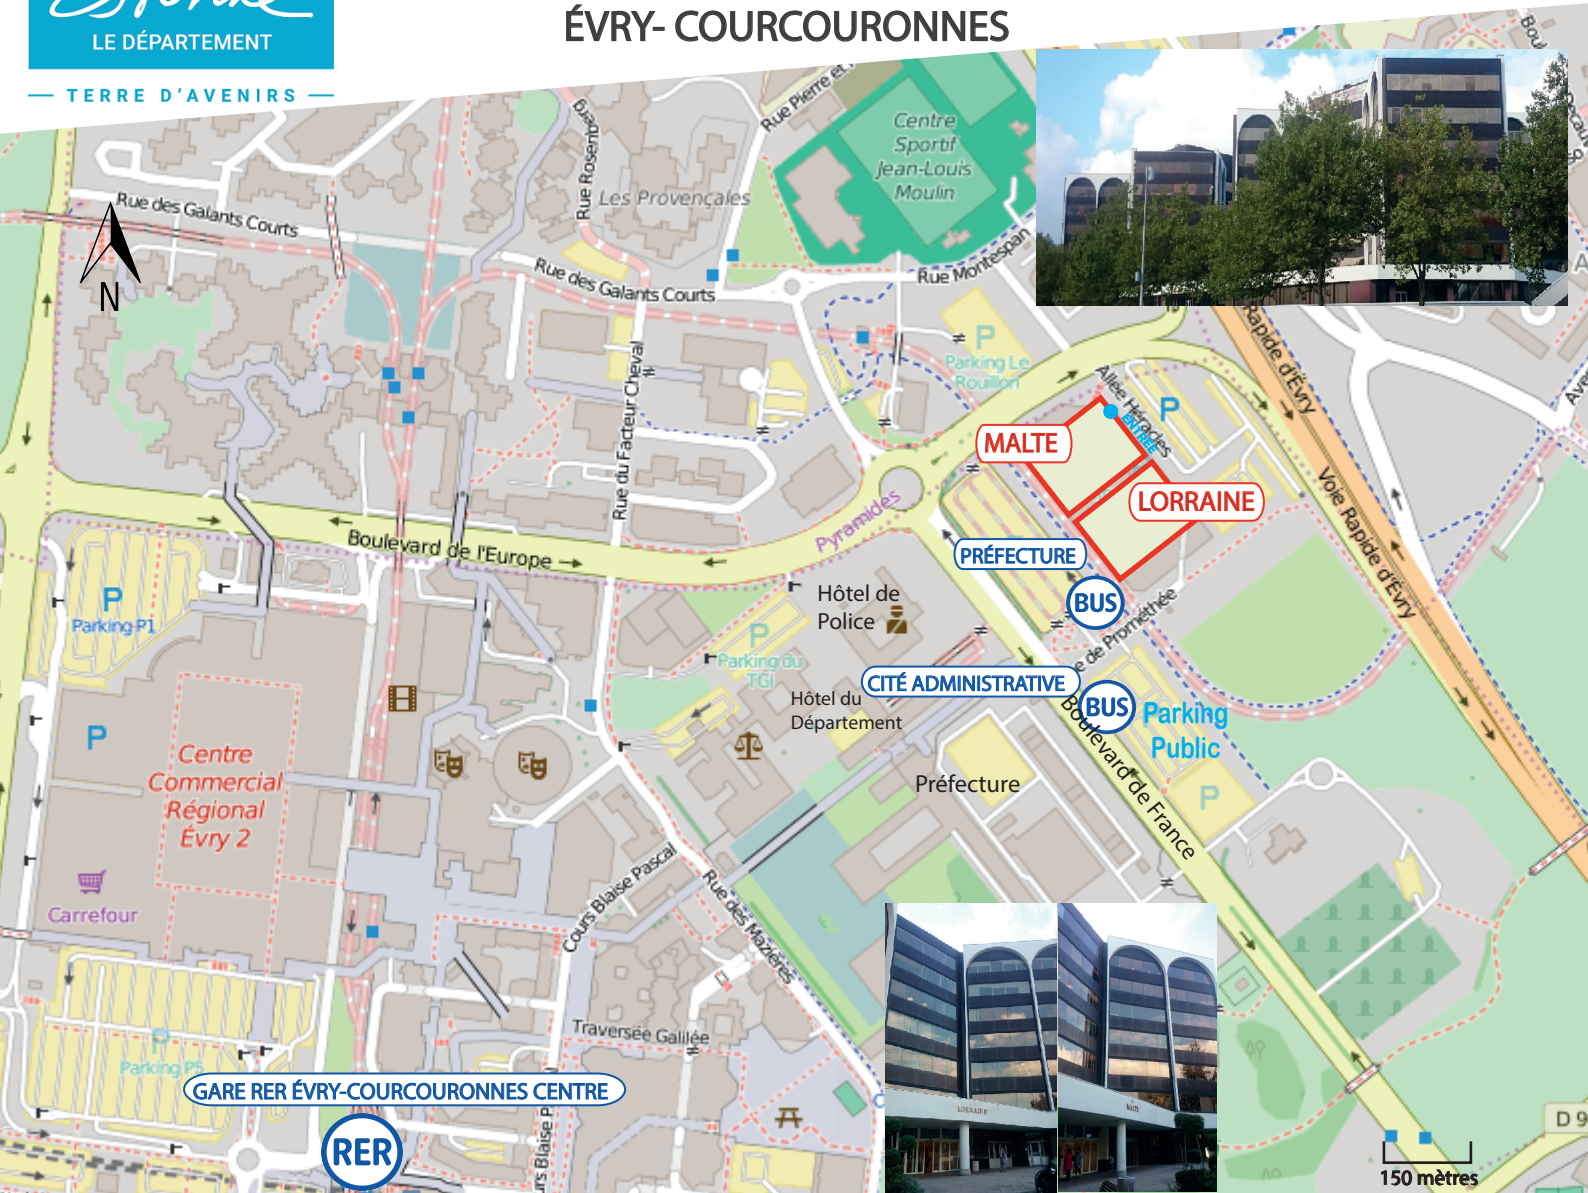 LE DÉPARTEMENT
TERRE D'AVENIRS
ÉVRY- COURCOURONNES
Rue Pierre et
Centre
Sportif
Jean-Louis
Moulin
Rue Rosenberg
Les Provençales
Rue des Galants Courts
Rue des Galants Courts
Rue Montespan
N
P
Parking Le
Rouillon
Rapide d'Évry
Allée Héraclès
P
ENTRÉE
MALTE
LORRAINE
Rue du Facteur Cheval
Voie Rapide d'Évry
Pyramides
Boulevard de l'Europe
PRÉFECTURE
BUS
Hôtel de
Police
P
Parking P1
P
Parking du
TGI
e de Prométhée
CITÉ ADMINISTRATIVE
BUS
Hôtel du
Département
Parking
Public
P
Centre
Commercial
Régional
Évry 2
Préfecture
P
Boulevard de France
Carrefour
Cours Blaise Pascal
Rue des Mazières
Traversée Galilée
P
Parking P5
GARE RER ÉVRY-COURCOURONNES CENTRE
RER
urs Blaise P
LORRAINE
MALTE
D 9
150 mètres